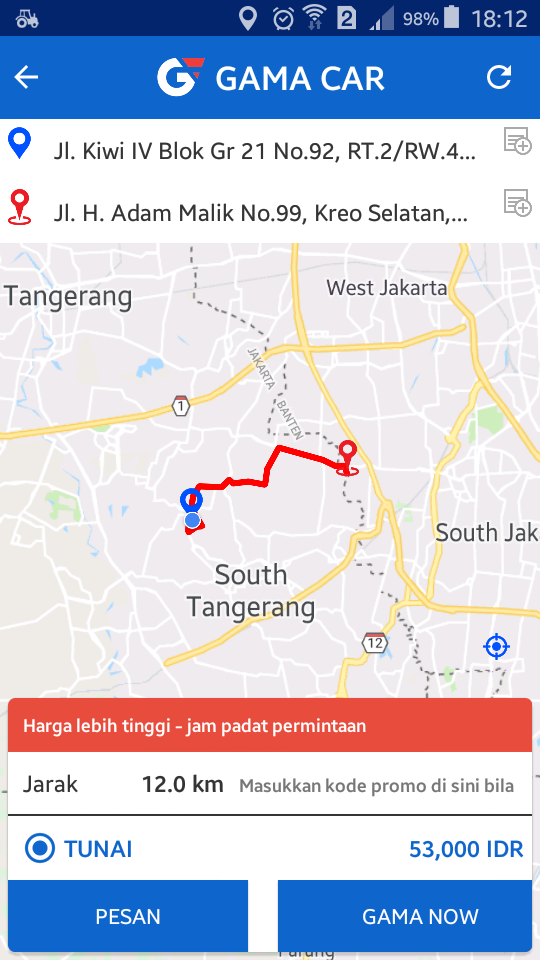 2 98% 18:12
GAMA CAR
Jl. Kiwi IV Blok Gr 21 No.92, RT.2/RW.4...
Jl. H. Adam Malik No.99, Kreo Selatan,...
West Jakarta
Tangerang
JAKARTA
BANTEN
1
South Jak
South
Tangerang
12
Harga lebih tinggi - jam padat permintaan
Jarak 12.0 km Masukkan kode promo di sini bila
TUNAI 53,000 IDR
PESAN GAMA NOW
Parung